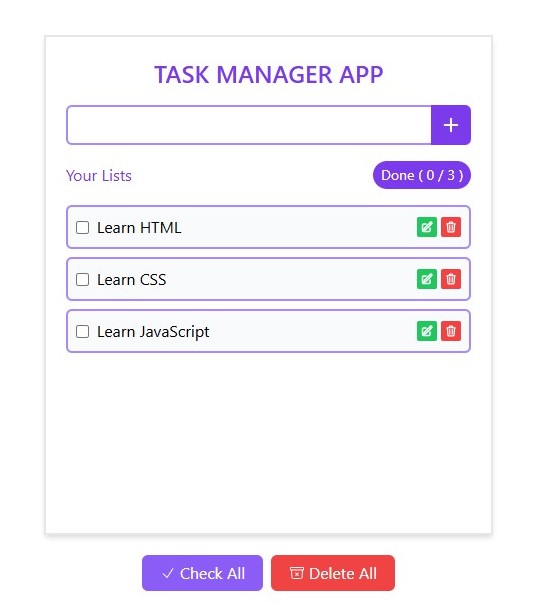 TASK MANAGER APP
Your Lists
Done ( 0 / 3 )
Learn HTML
Learn CSS
Learn JavaScript
Check All
Delete All